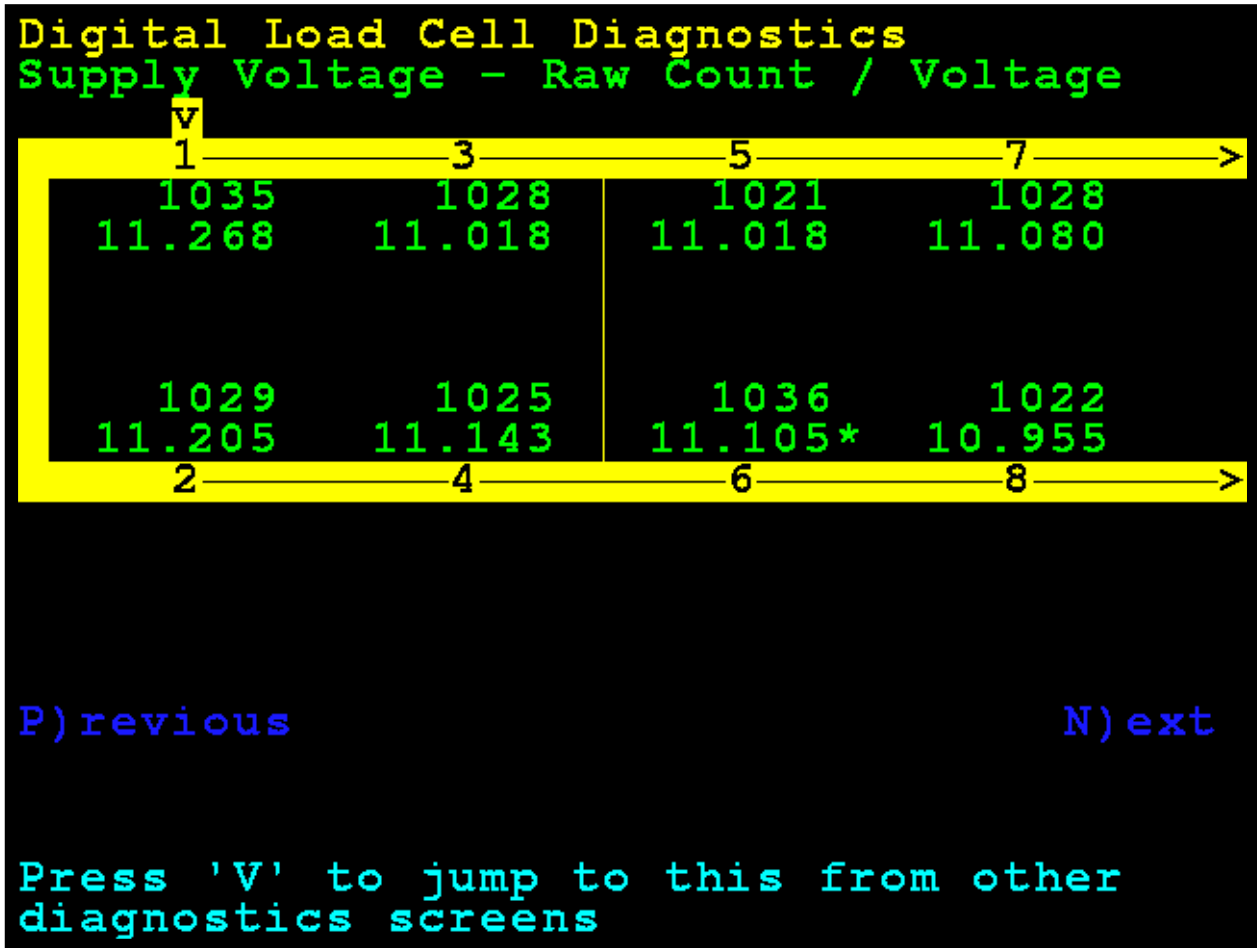 Digital Load Cell Diagnostics
Supply Voltage - Raw Count / Voltage
v
1 3 5 7 >
1035 1028 1021 1028
11.268 11.018 11.018 11.080
1029 1025 1036 1022
11.205 11.143 11.105* 10.955
2 4 6 8 >
P)revious N)ext
Press 'V' to jump to this from other
diagnostics screens